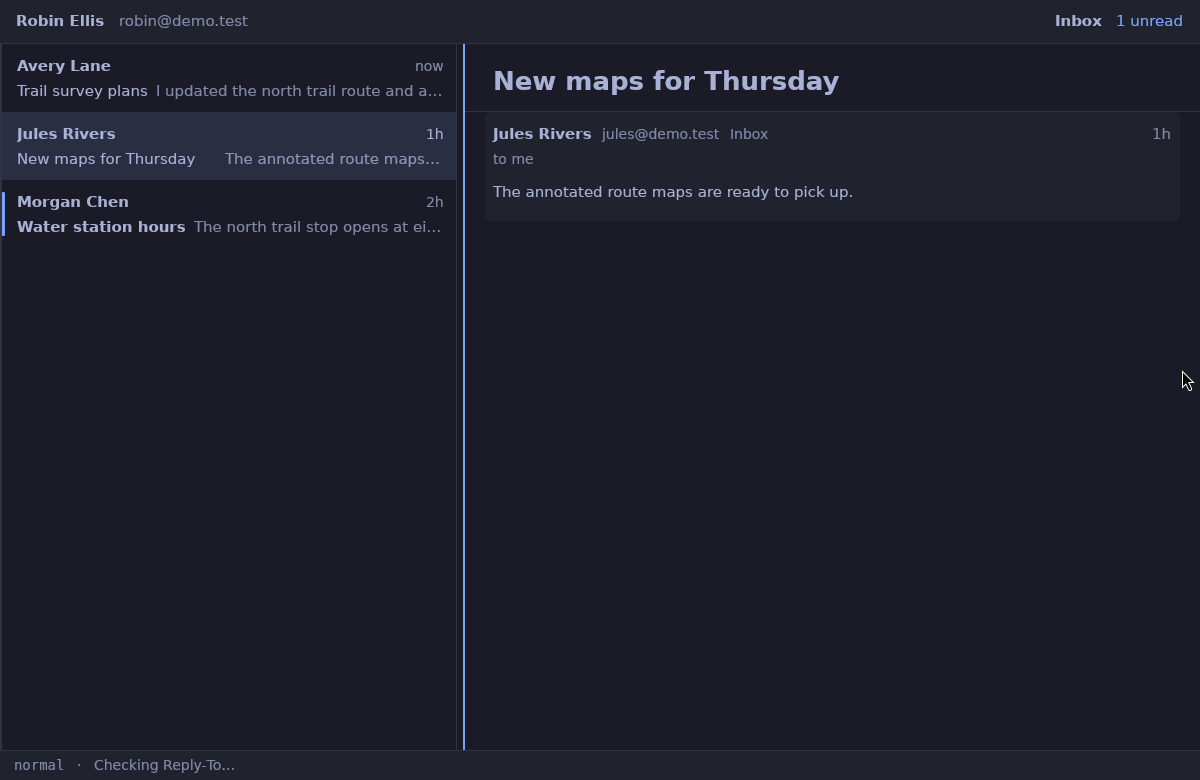 Robin Ellis robin@demo.test Inbox 1 unread
Avery Lane now
Trail survey plans I updated the north trail route and a…
Jules Rivers 1h
New maps for Thursday The annotated route maps…
Morgan Chen 2h
Water station hours The north trail stop opens at ei…
New maps for Thursday
Jules Rivers jules@demo.test Inbox 1h
to me
The annotated route maps are ready to pick up.
normal · Checking Reply-To…